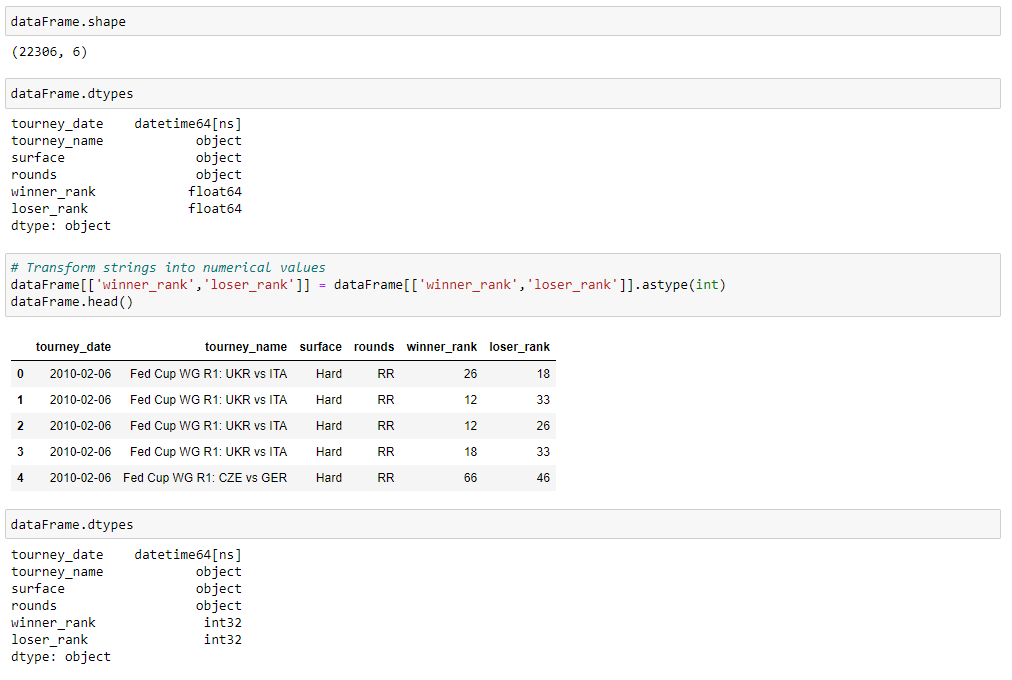 dataFrame.shape
(22306, 6)
dataFrame.dtypes
tourney_date    datetime64[ns]
tourney_name            object
surface                 object
rounds                  object
winner_rank            float64
loser_rank             float64
dtype: object
# Transform strings into numerical values
dataFrame[['winner_rank','loser_rank']] = dataFrame[['winner_rank','loser_rank']].astype(int)
dataFrame.head()
tourney_date tourney_name surface rounds winner_rank loser_rank
0 2010-02-06 Fed Cup WG R1: UKR vs ITA Hard RR 26 18
1 2010-02-06 Fed Cup WG R1: UKR vs ITA Hard RR 12 33
2 2010-02-06 Fed Cup WG R1: UKR vs ITA Hard RR 12 26
3 2010-02-06 Fed Cup WG R1: UKR vs ITA Hard RR 18 33
4 2010-02-06 Fed Cup WG R1: CZE vs GER Hard RR 66 46
dataFrame.dtypes
tourney_date    datetime64[ns]
tourney_name            object
surface                 object
rounds                  object
winner_rank              int32
loser_rank               int32
dtype: object